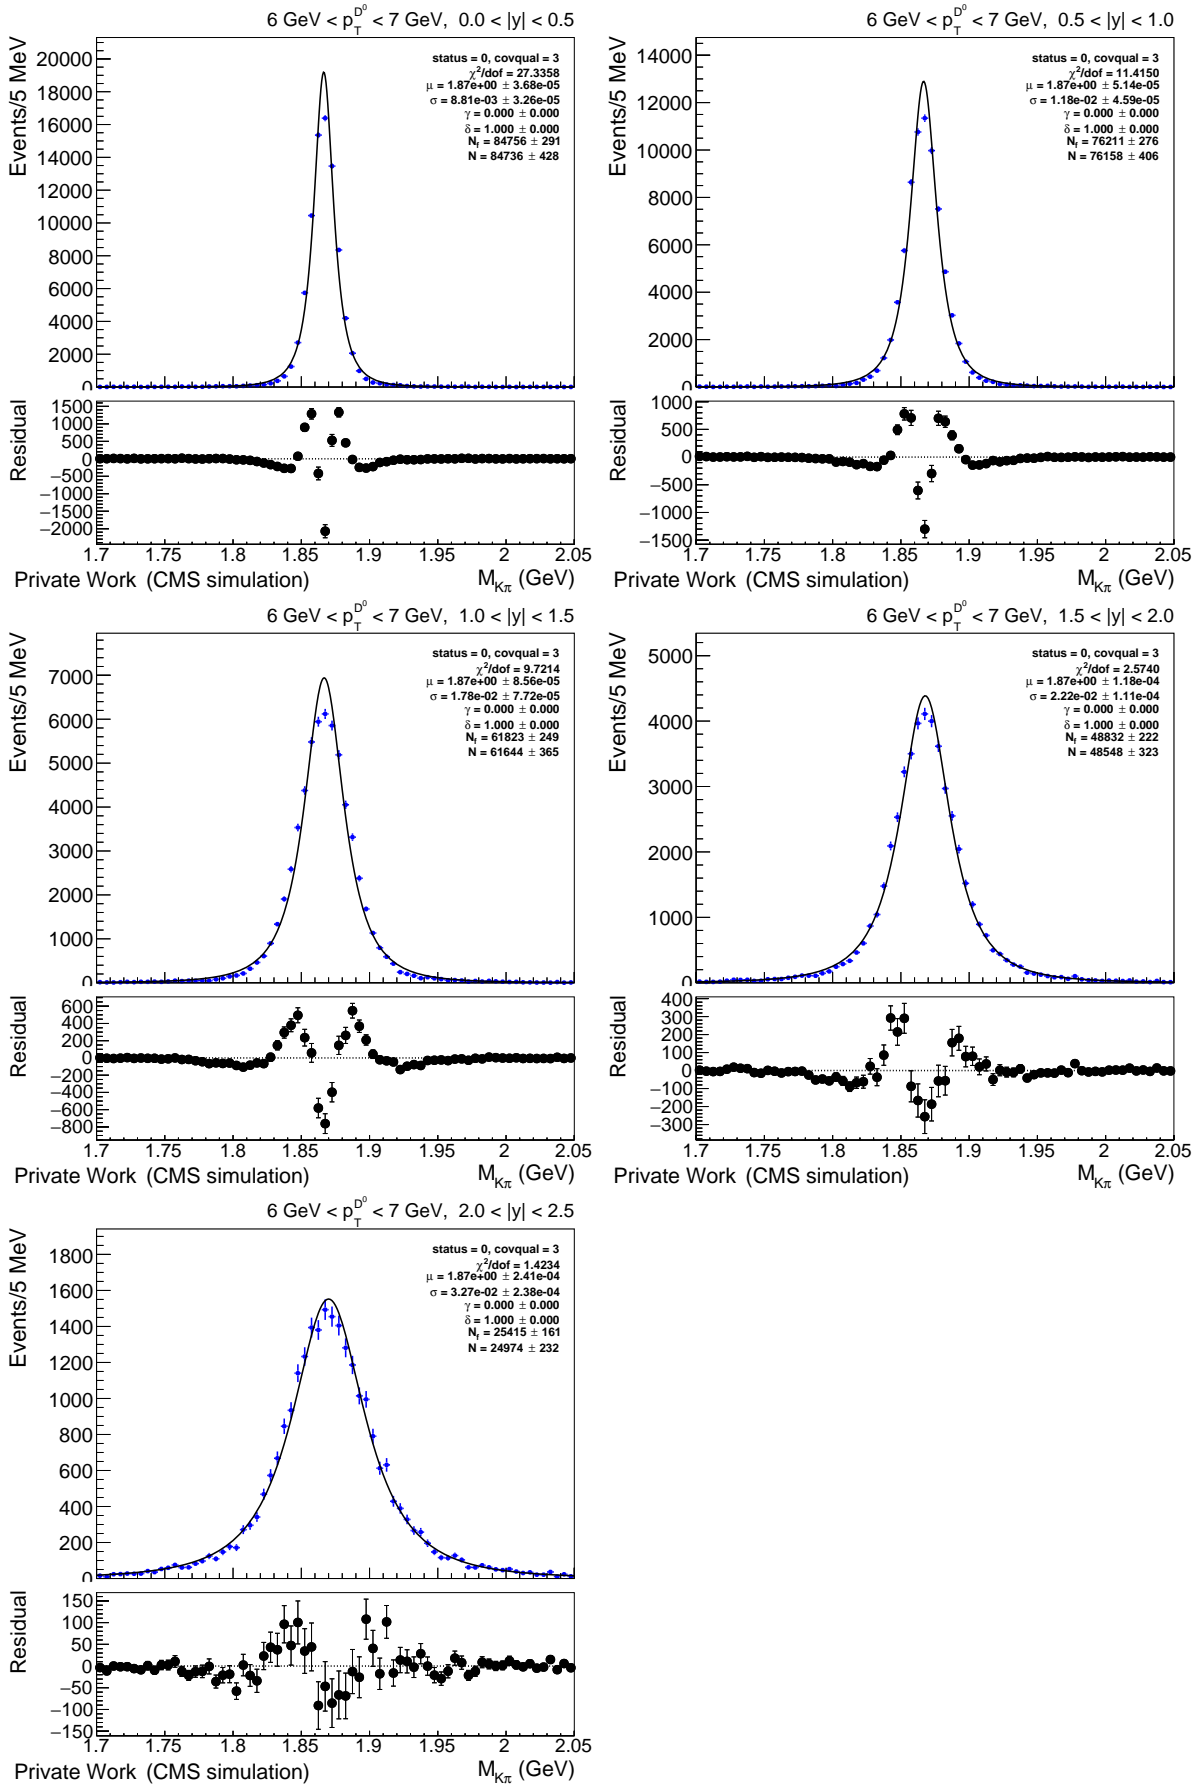 6 GeV < p_T^{D^0} < 7 GeV, 0.0 < |y| < 0.5
Events/5 MeV
20000
18000
16000
14000
12000
10000
8000
6000
4000
2000
0
status = 0, covqual = 3
χ²/dof = 27.3358
μ = 1.87e+00 ± 3.68e-05
σ = 8.81e-03 ± 3.26e-05
γ = 0.000 ± 0.000
δ = 1.000 ± 0.000
N_f = 84756 ± 291
N = 84736 ± 428
Residual
1500
1000
500
0
−500
−1000
−1500
−2000
1.7 1.75 1.8 1.85 1.9 1.95 2 2.05
Private Work (CMS simulation) M_{Kπ} (GeV)
6 GeV < p_T^{D^0} < 7 GeV, 0.5 < |y| < 1.0
Events/5 MeV
14000
12000
10000
8000
6000
4000
2000
0
status = 0, covqual = 3
χ²/dof = 11.4150
μ = 1.87e+00 ± 5.14e-05
σ = 1.18e-02 ± 4.59e-05
γ = 0.000 ± 0.000
δ = 1.000 ± 0.000
N_f = 76211 ± 276
N = 76158 ± 406
Residual
1000
500
0
−500
−1000
−1500
1.7 1.75 1.8 1.85 1.9 1.95 2 2.05
Private Work (CMS simulation) M_{Kπ} (GeV)
6 GeV < p_T^{D^0} < 7 GeV, 1.0 < |y| < 1.5
Events/5 MeV
7000
6000
5000
4000
3000
2000
1000
0
status = 0, covqual = 3
χ²/dof = 9.7214
μ = 1.87e+00 ± 8.56e-05
σ = 1.78e-02 ± 7.72e-05
γ = 0.000 ± 0.000
δ = 1.000 ± 0.000
N_f = 61823 ± 249
N = 61644 ± 365
Residual
600
400
200
0
−200
−400
−600
−800
1.7 1.75 1.8 1.85 1.9 1.95 2 2.05
Private Work (CMS simulation) M_{Kπ} (GeV)
6 GeV < p_T^{D^0} < 7 GeV, 1.5 < |y| < 2.0
Events/5 MeV
5000
4000
3000
2000
1000
0
status = 0, covqual = 3
χ²/dof = 2.5740
μ = 1.87e+00 ± 1.18e-04
σ = 2.22e-02 ± 1.11e-04
γ = 0.000 ± 0.000
δ = 1.000 ± 0.000
N_f = 48832 ± 222
N = 48548 ± 323
Residual
400
300
200
100
0
−100
−200
−300
1.7 1.75 1.8 1.85 1.9 1.95 2 2.05
Private Work (CMS simulation) M_{Kπ} (GeV)
6 GeV < p_T^{D^0} < 7 GeV, 2.0 < |y| < 2.5
Events/5 MeV
1800
1600
1400
1200
1000
800
600
400
200
0
status = 0, covqual = 3
χ²/dof = 1.4234
μ = 1.87e+00 ± 2.41e-04
σ = 3.27e-02 ± 2.38e-04
γ = 0.000 ± 0.000
δ = 1.000 ± 0.000
N_f = 25415 ± 161
N = 24974 ± 232
Residual
150
100
50
0
−50
−100
−150
1.7 1.75 1.8 1.85 1.9 1.95 2 2.05
Private Work (CMS simulation) M_{Kπ} (GeV)